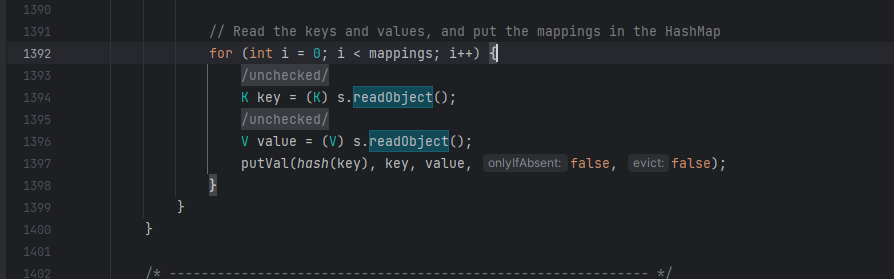 1390
1391 // Read the keys and values, and put the mappings in the HashMap
1392 for (int i = 0; i < mappings; i++) {
1393 /unchecked/
1394 K key = (K) s.readObject();
1395 /unchecked/
1396 V value = (V) s.readObject();
1397 putVal(hash(key), key, value, onlyIfAbsent: false, evict: false);
1398 }
1399 }
1400 }
1401
1402 /* ------------------------------------------------------------ */